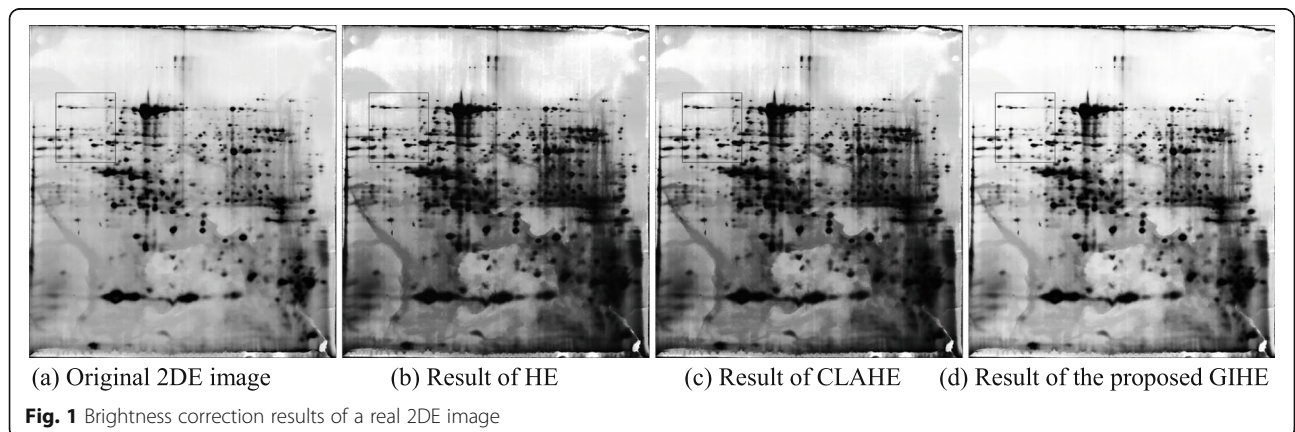 (a) Original 2DE image (b) Result of HE (c) Result of CLAHE (d) Result of the proposed GIHE
Fig. 1 Brightness correction results of a real 2DE image